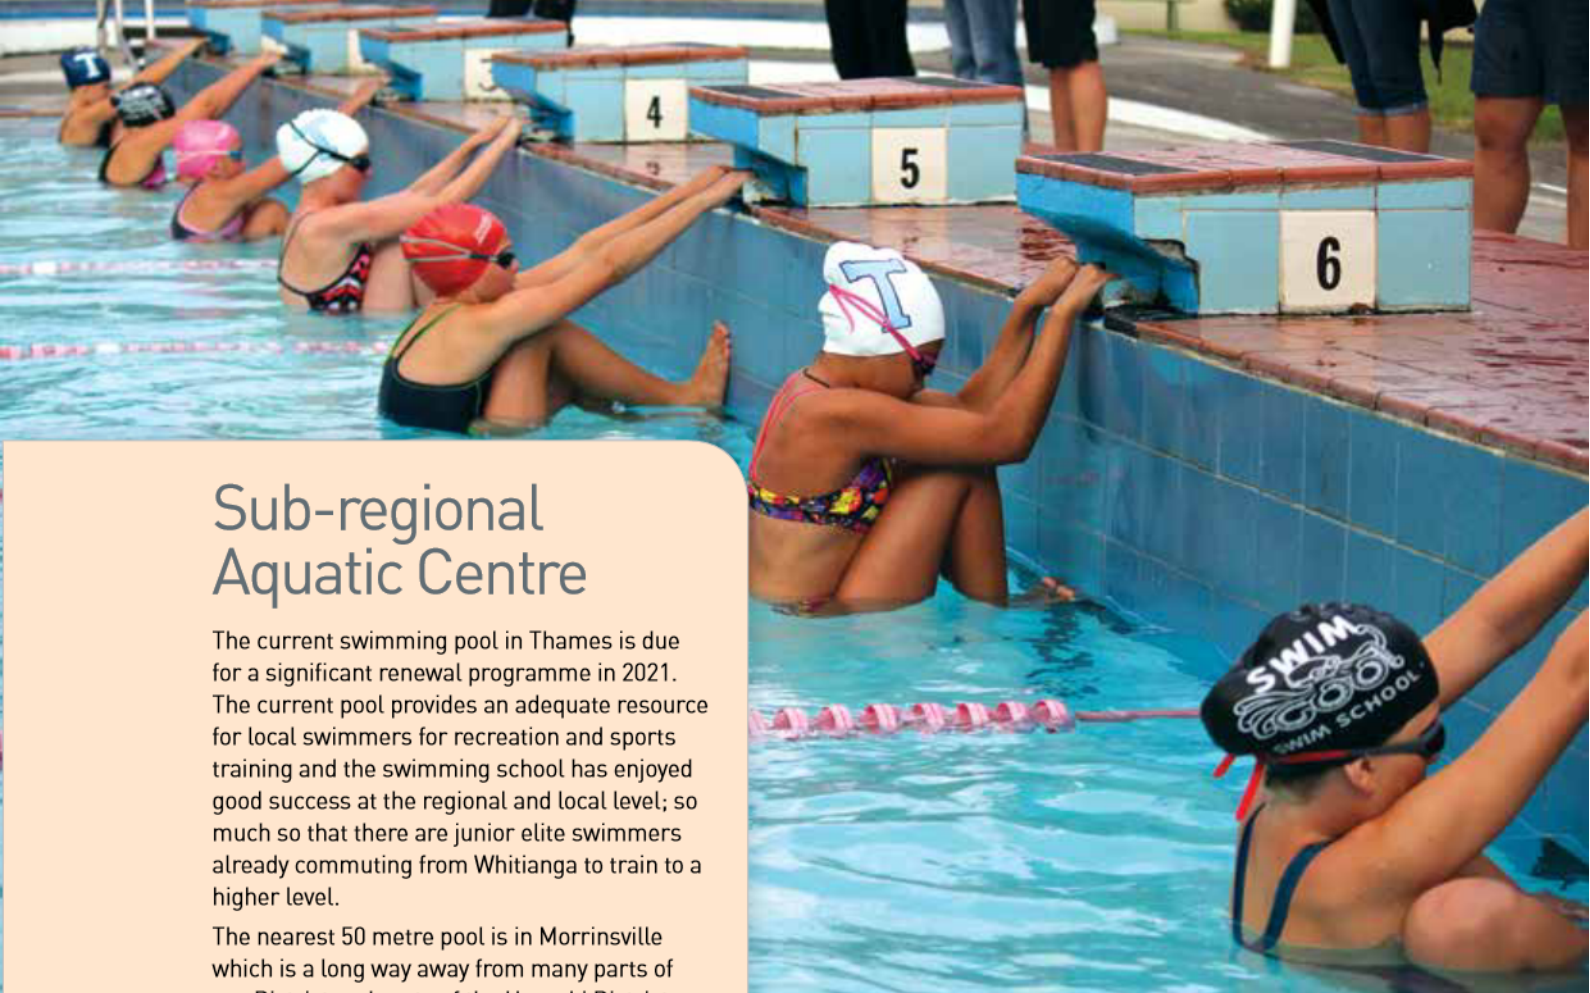 T
4
5
6
T
SWIM
SWIM SCHOOL
Sub-regional
Aquatic Centre
The current swimming pool in Thames is due
for a significant renewal programme in 2021.
The current pool provides an adequate resource
for local swimmers for recreation and sports
training and the swimming school has enjoyed
good success at the regional and local level; so
much so that there are junior elite swimmers
already commuting from Whitianga to train to a
higher level.
The nearest 50 metre pool is in Morrinsville
which is a long way away from many parts of